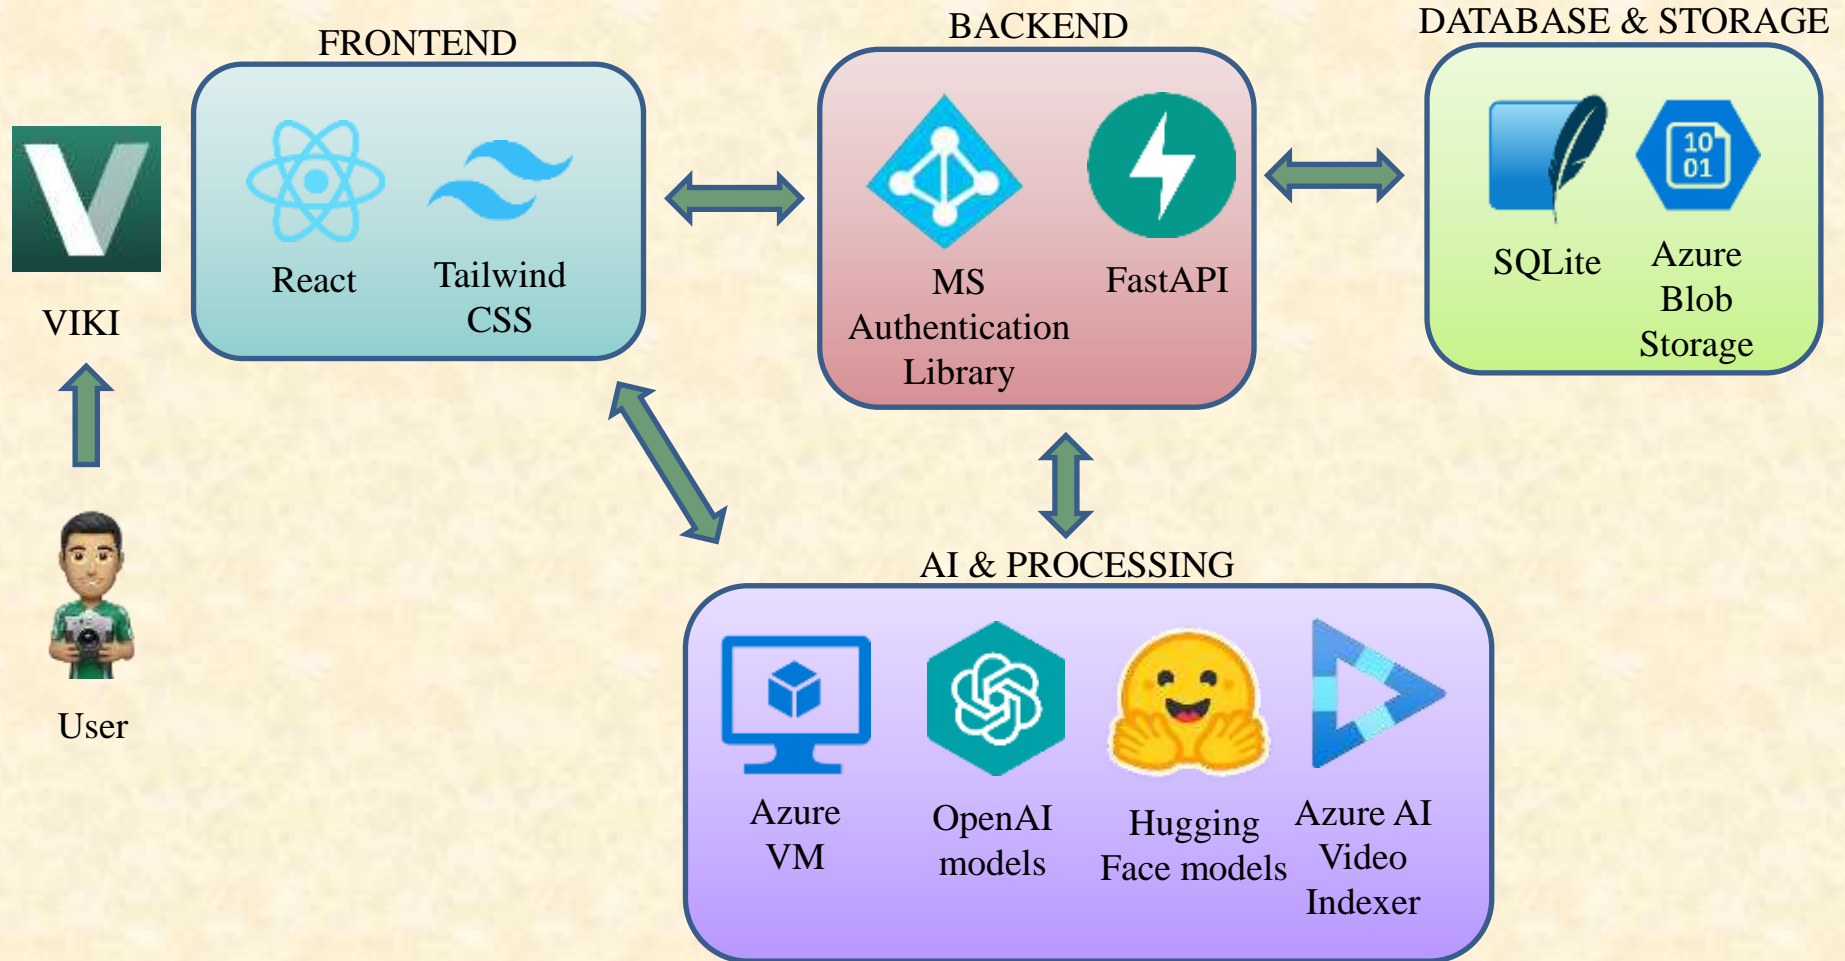 FRONTEND
BACKEND
DATABASE & STORAGE
VIKI
User
React
Tailwind
CSS
MS
Authentication
Library
FastAPI
SQLite
10
01
Azure
Blob
Storage
AI & PROCESSING
Azure
VM
OpenAI
models
Hugging
Face models
Azure AI
Video
Indexer